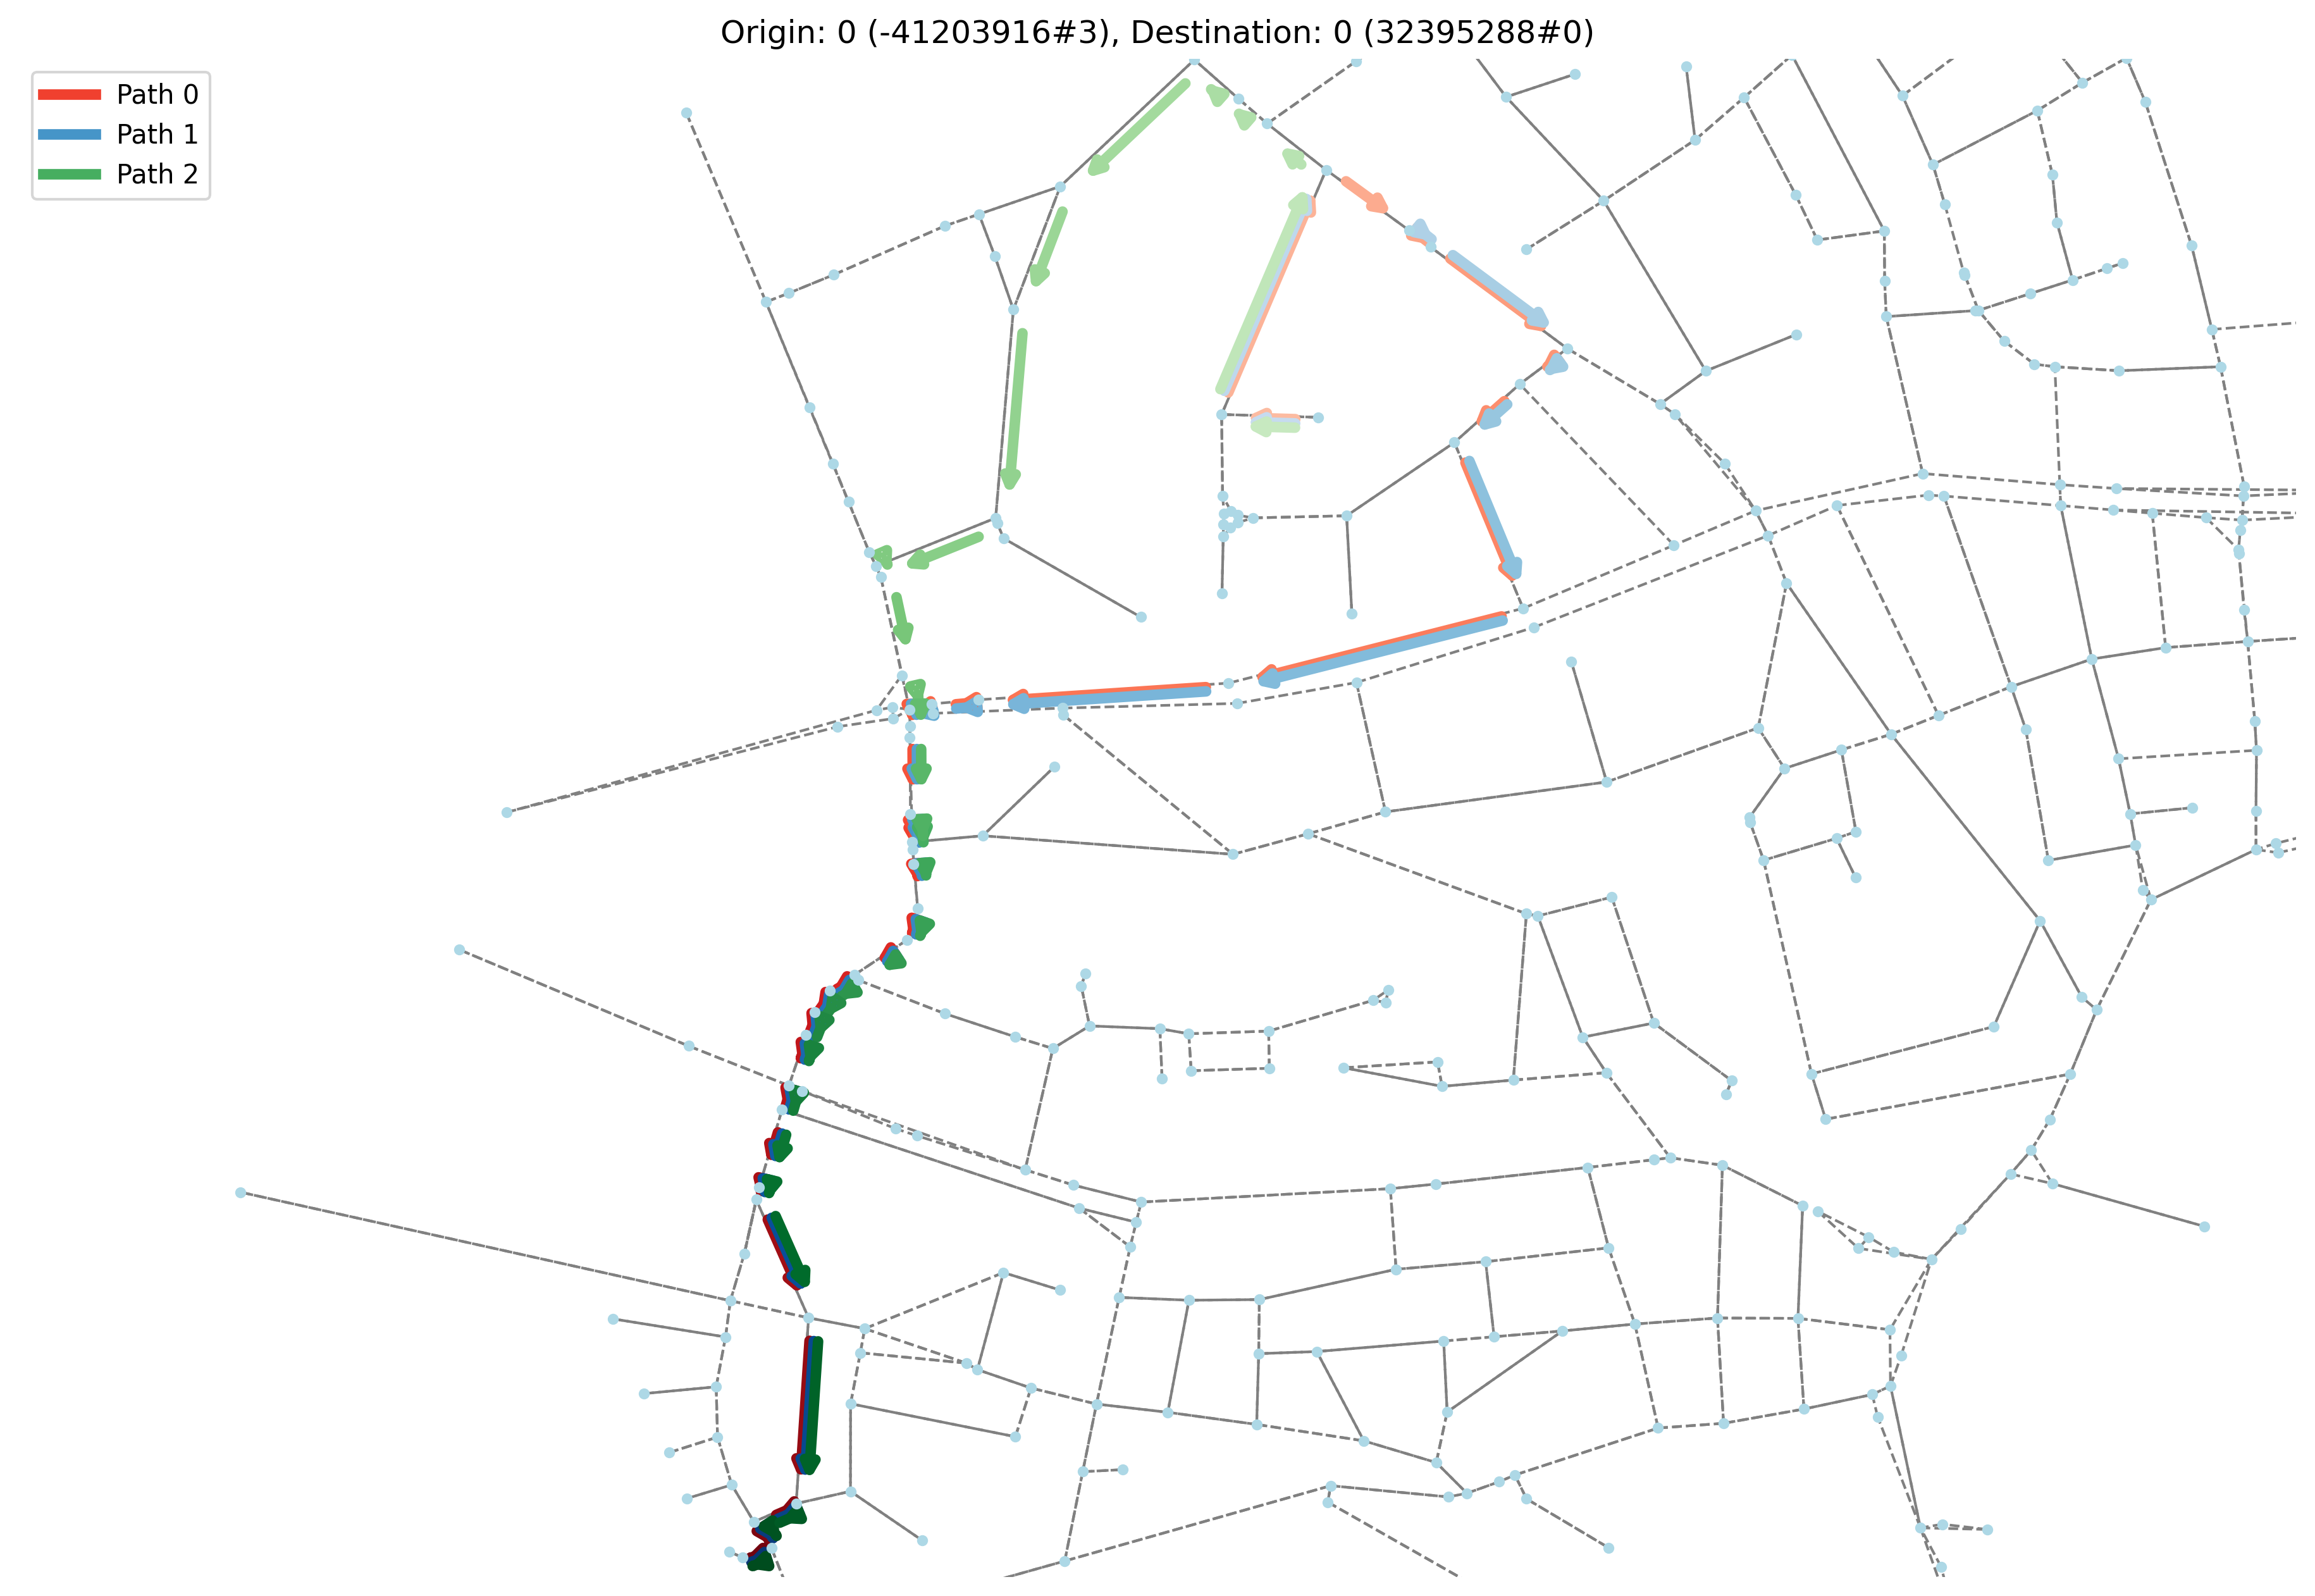 Origin: 0 (-41203916#3), Destination: 0 (32395288#0)
Path 0
Path 1
Path 2